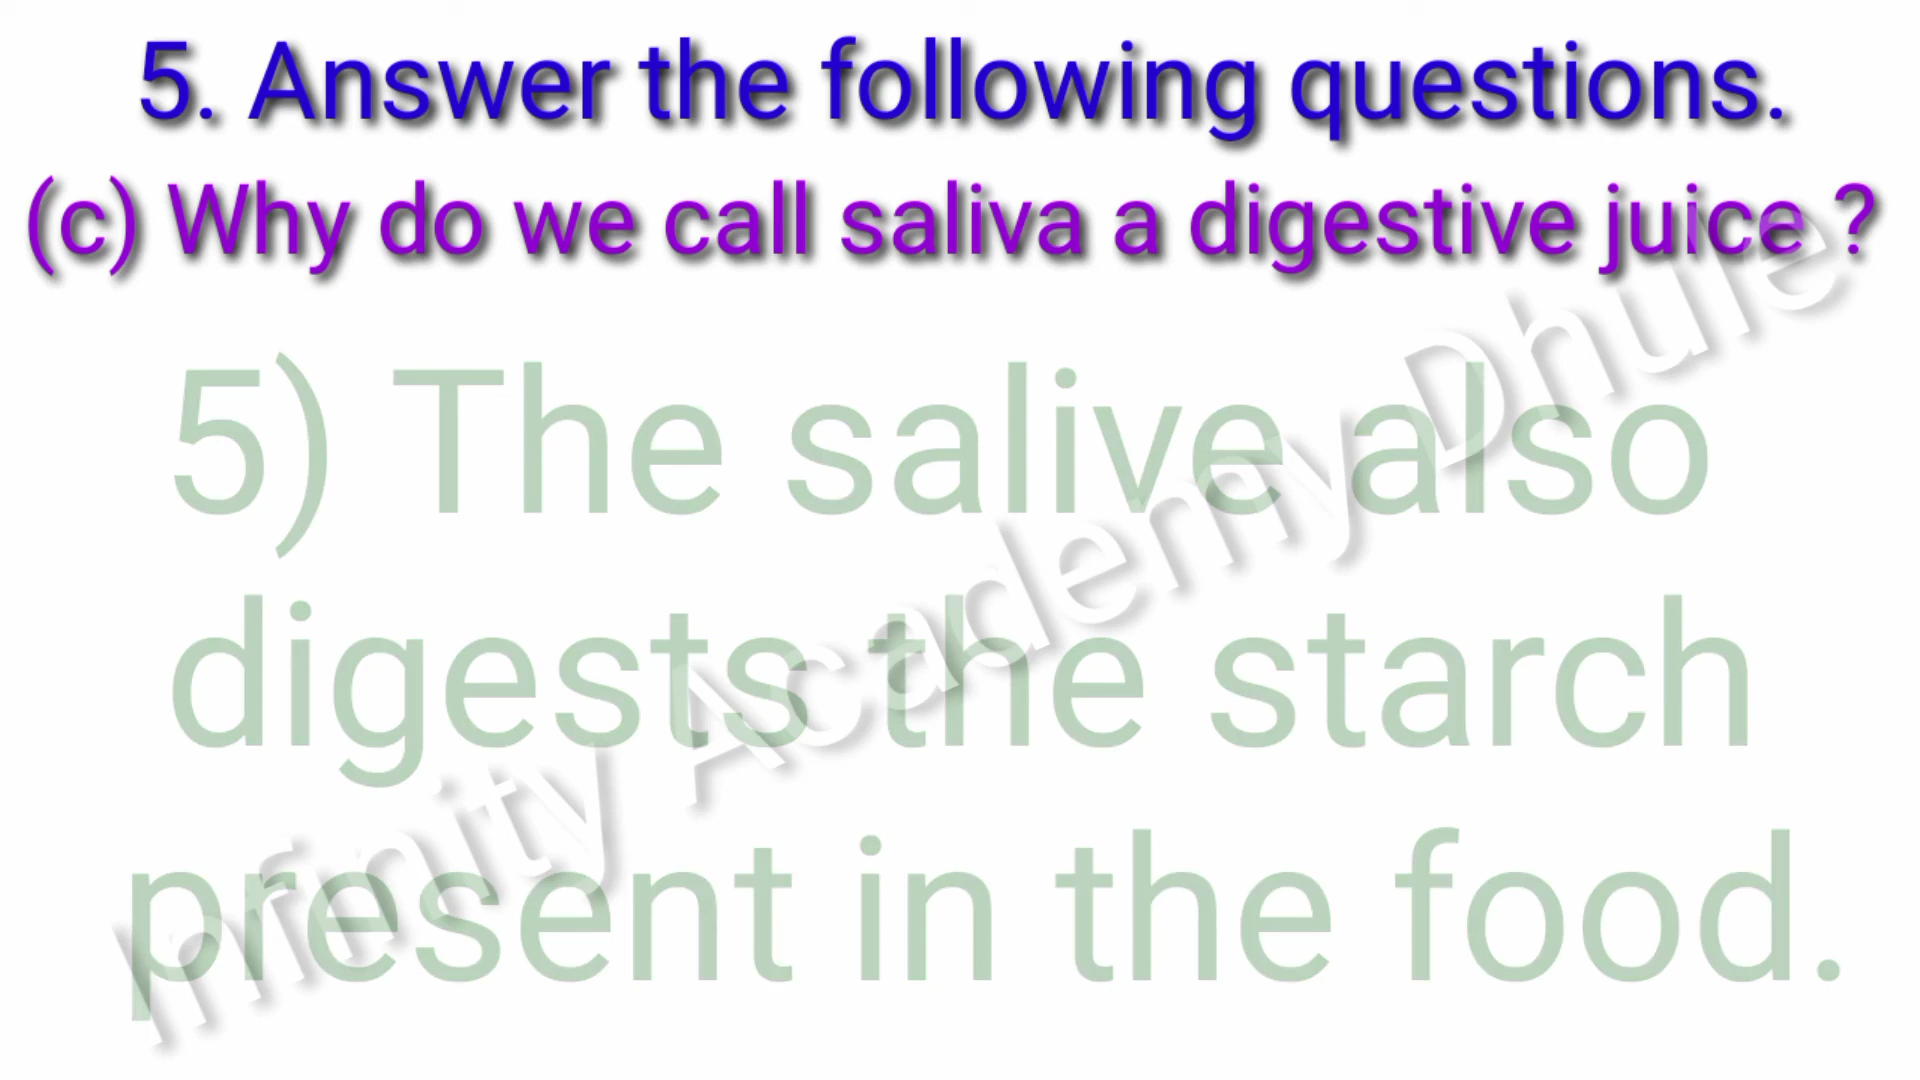 5. Answer the following questions.
(c) Why do we call saliva a digestive juice ?
5) The salive also
digests the starch
present in the food.
Infinity Academy Dhule